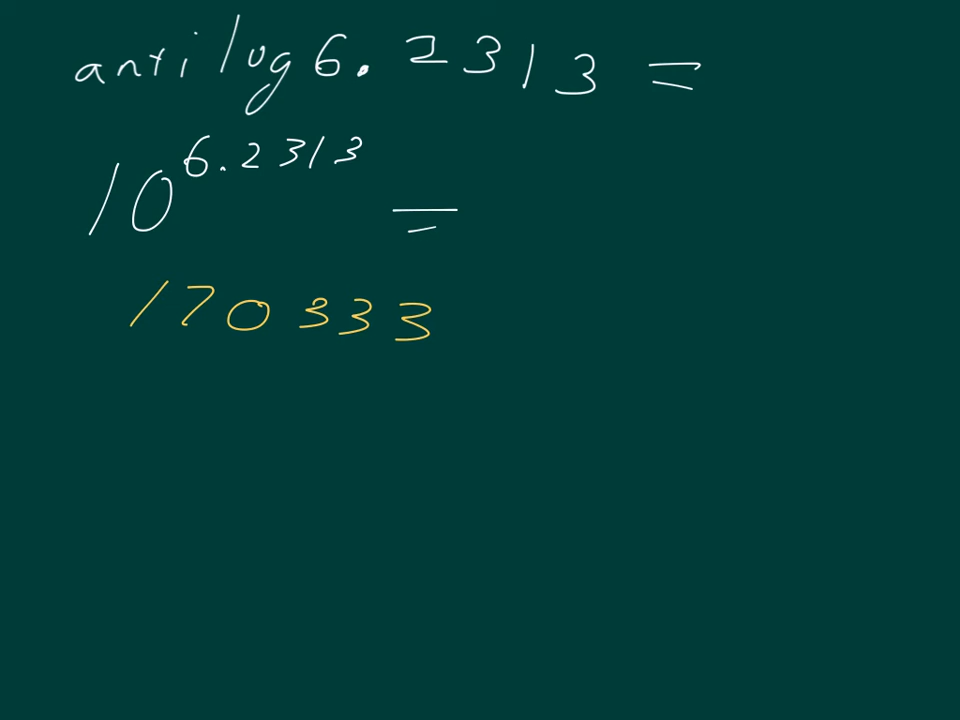 antilog 6.2313 =
10^6.2313 =
170333